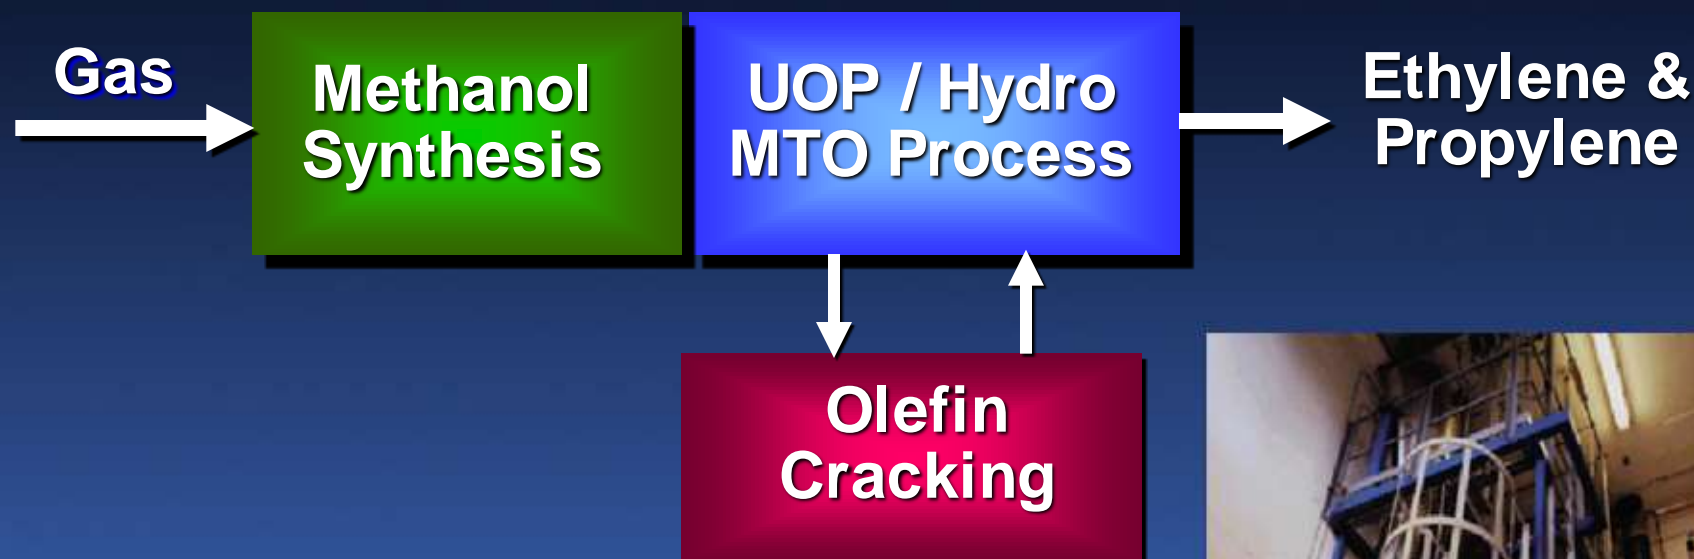 Gas
Methanol
Synthesis
UOP / Hydro
MTO Process
Ethylene &
Propylene
Olefin
Cracking